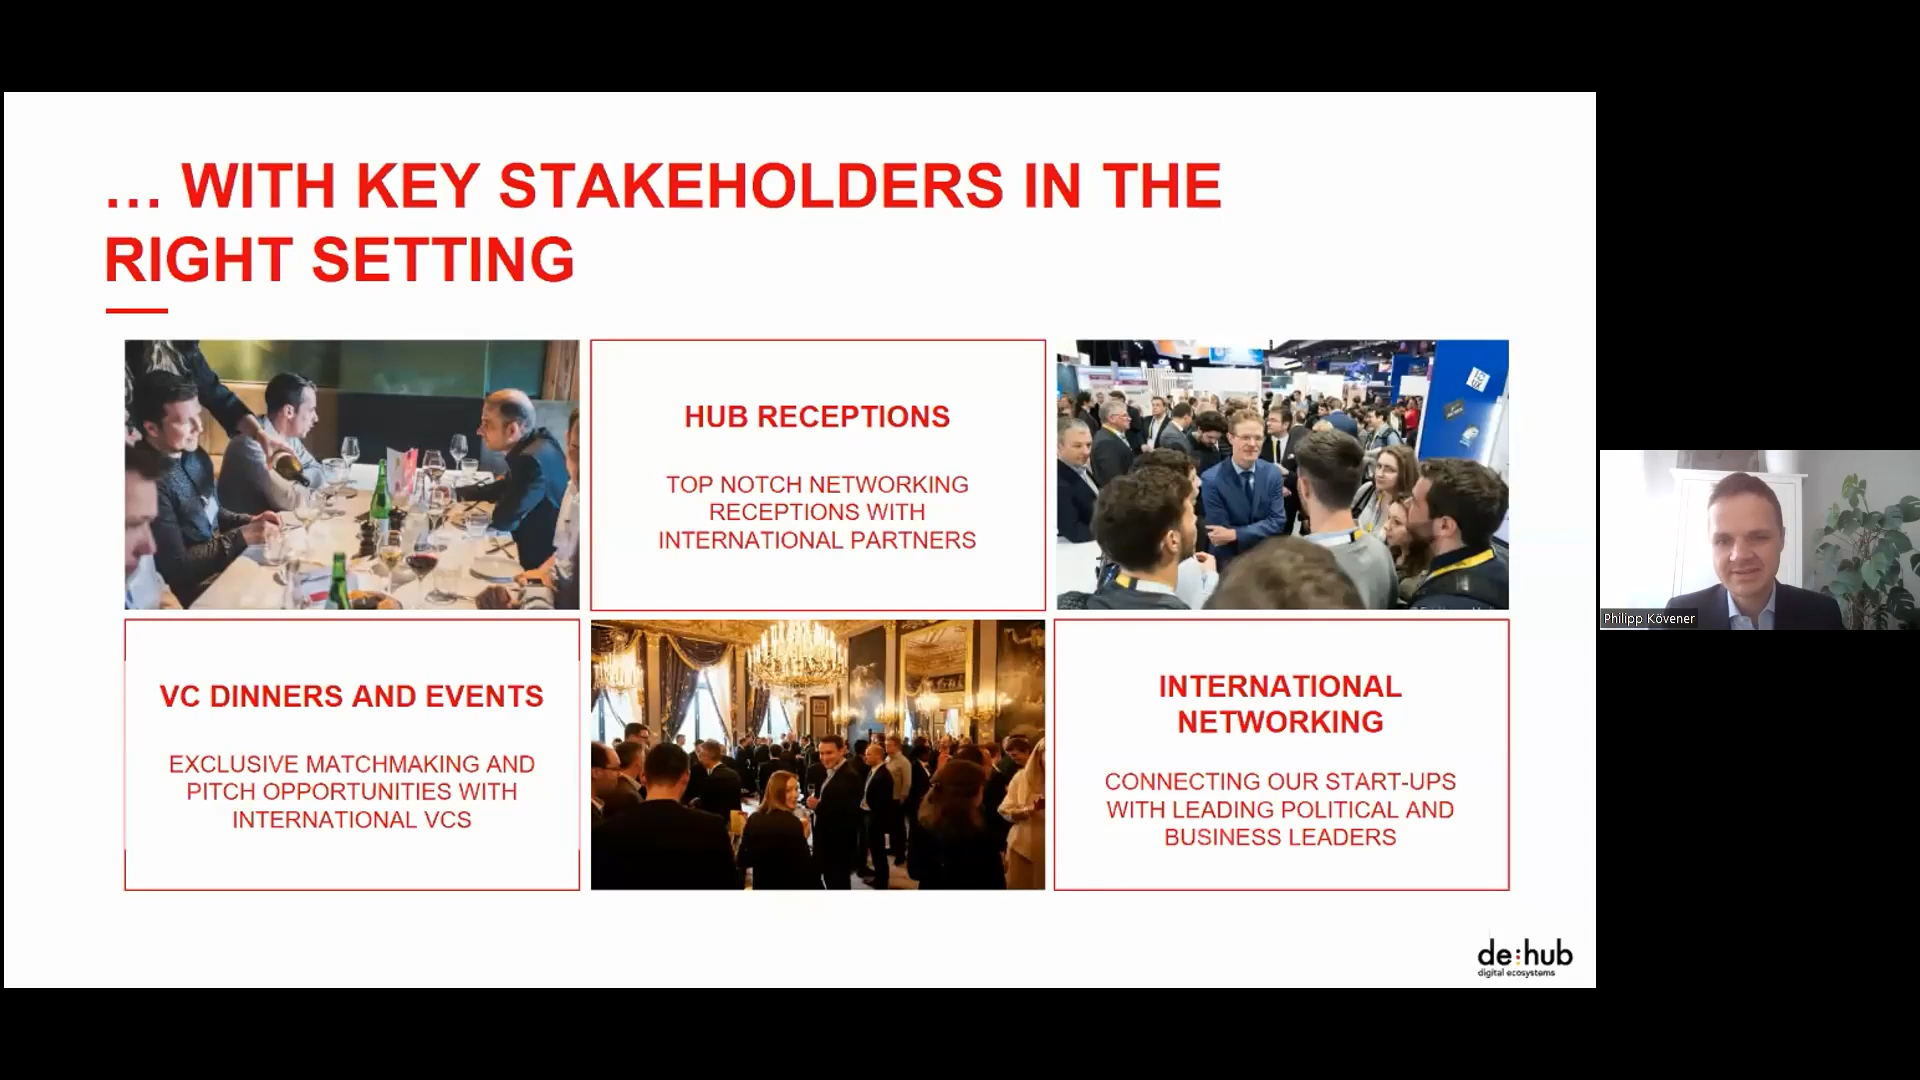 … WITH KEY STAKEHOLDERS IN THE
RIGHT SETTING
HUB RECEPTIONS
TOP NOTCH NETWORKING
RECEPTIONS WITH
INTERNATIONAL PARTNERS
VC DINNERS AND EVENTS
EXCLUSIVE MATCHMAKING AND
PITCH OPPORTUNITIES WITH
INTERNATIONAL VCS
INTERNATIONAL
NETWORKING
CONNECTING OUR START-UPS
WITH LEADING POLITICAL AND
BUSINESS LEADERS
de:hub
digital ecosystems
Philipp Kövener